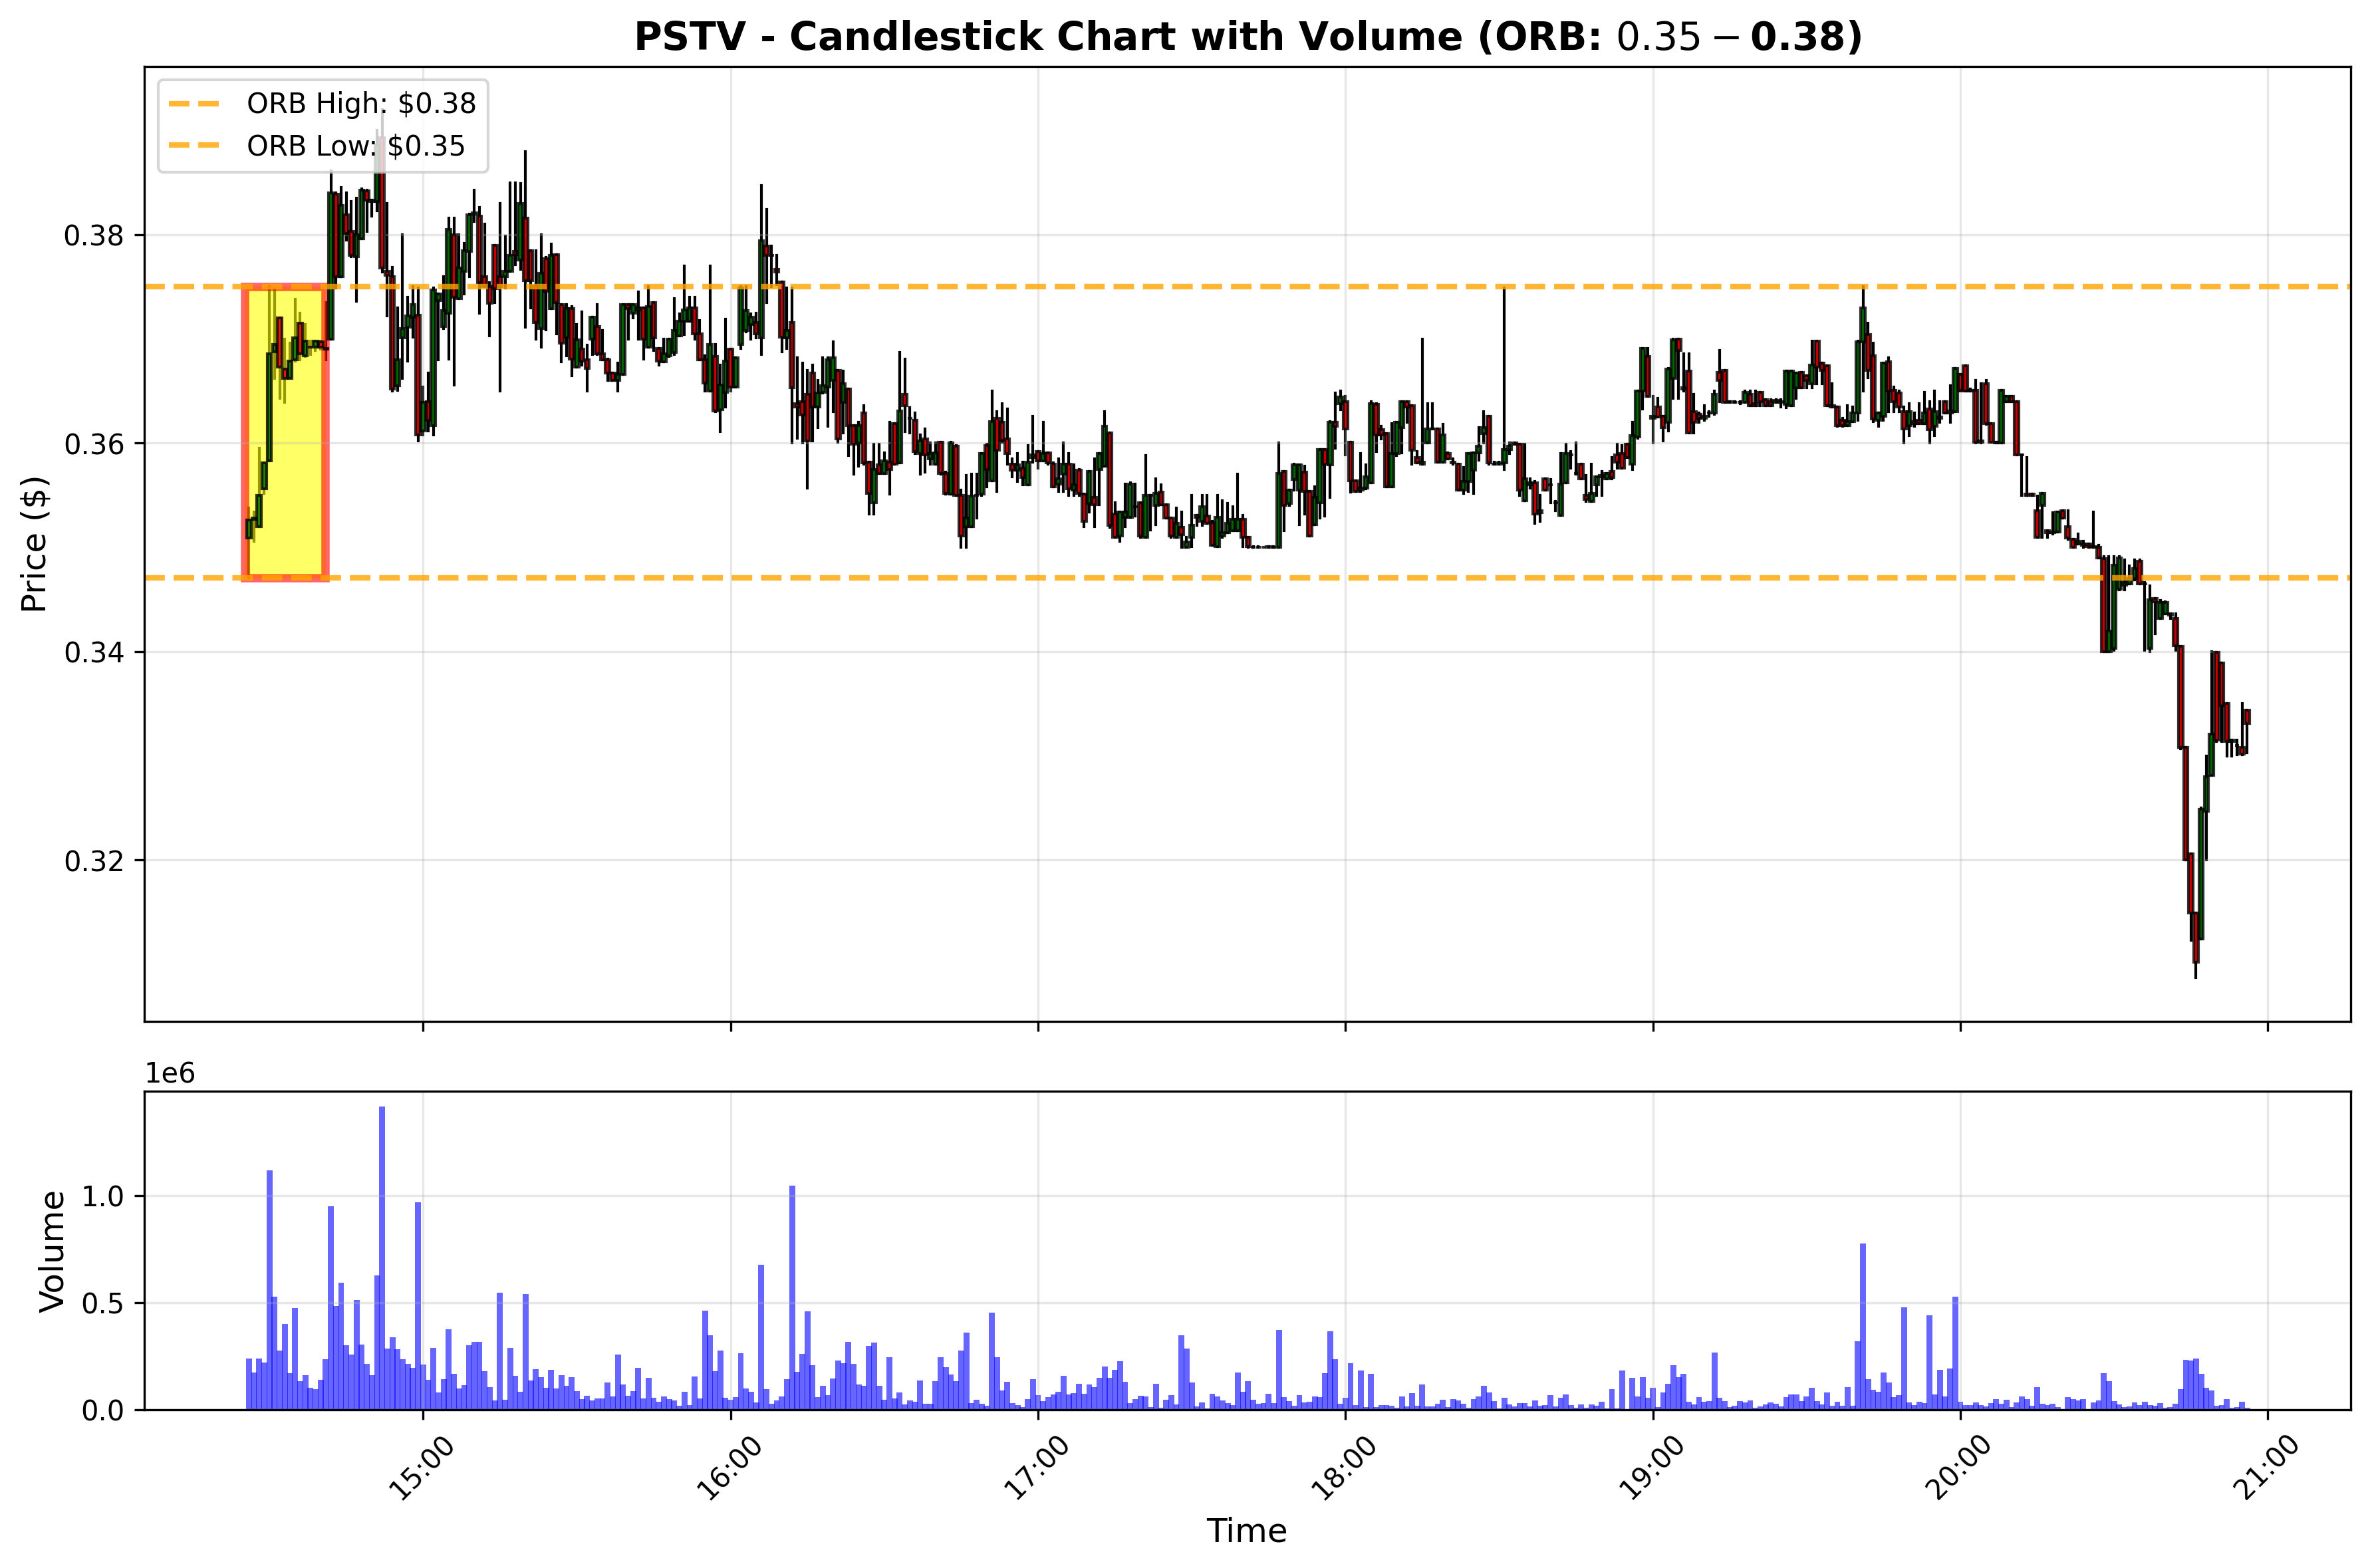 PSTV - Candlestick Chart with Volume (ORB: 0.35 − 0.38)
ORB High: $0.38
ORB Low: $0.35
0.38
0.36
0.34
0.32
Price ($)
1e6
1.0
0.5
0.0
Volume
15:00
16:00
17:00
18:00
19:00
20:00
21:00
Time